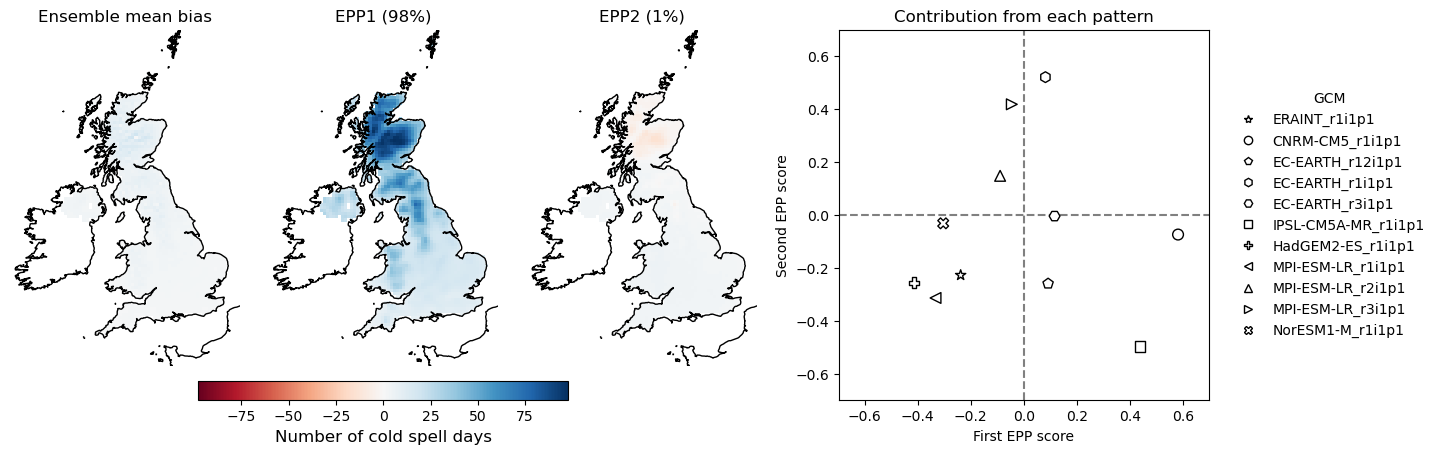 Ensemble mean bias
EPP1 (98%)
EPP2 (1%)
Contribution from each pattern
−75 −50 −25 0 25 50 75
Number of cold spell days
0.6
0.4
0.2
0.0
−0.2
−0.4
−0.6
Second EPP score
−0.6 −0.4 −0.2 0.0 0.2 0.4 0.6
First EPP score
GCM
ERAINT_r1i1p1
CNRM-CM5_r1i1p1
EC-EARTH_r12i1p1
EC-EARTH_r1i1p1
EC-EARTH_r3i1p1
IPSL-CM5A-MR_r1i1p1
HadGEM2-ES_r1i1p1
MPI-ESM-LR_r1i1p1
MPI-ESM-LR_r2i1p1
MPI-ESM-LR_r3i1p1
NorESM1-M_r1i1p1